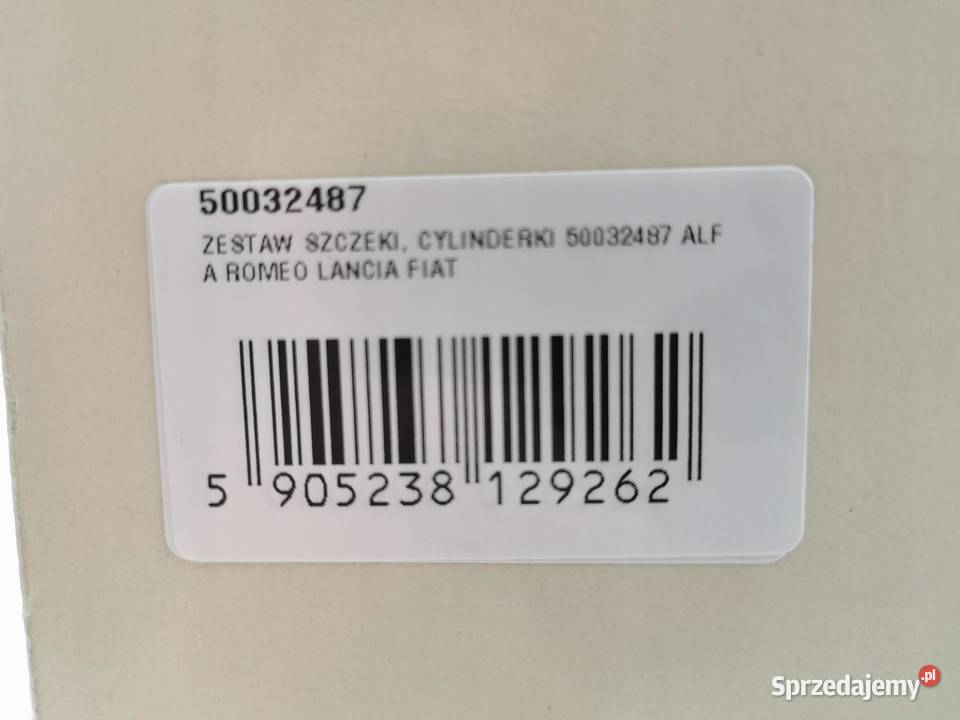 50032487
ZESTAW SZCZEKI, CYLINDERKI 50032487 ALF
A ROMEO LANCIA FIAT
5 905238 129262
Sprzedajemy.pl